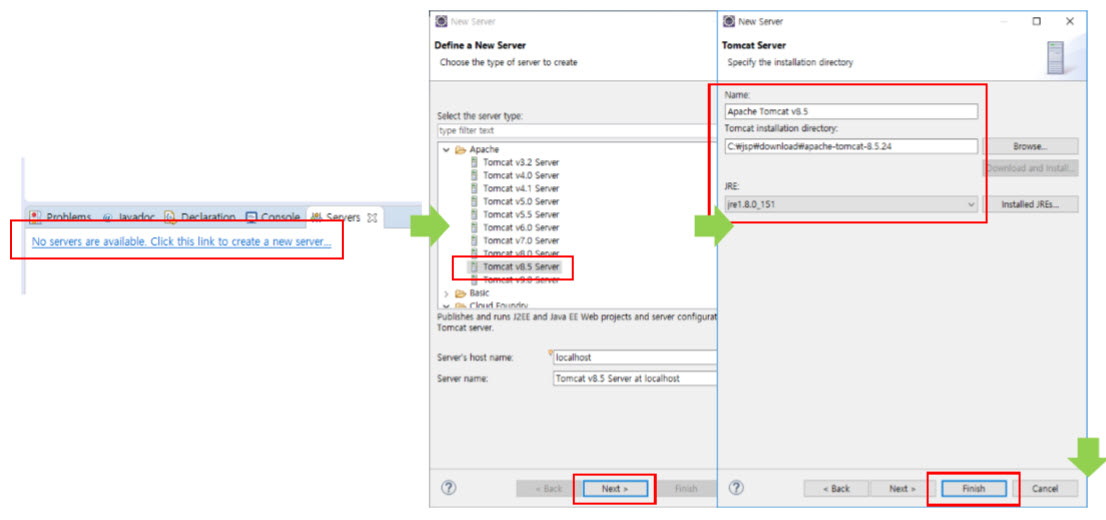 Problems @ Javadoc Declaration Console Servers
No servers are available. Click this link to create a new server...
New Server
Define a New Server
Choose the type of server to create
Select the server type:
type filter text
Apache
Tomcat v3.2 Server
Tomcat v4.0 Server
Tomcat v4.1 Server
Tomcat v5.0 Server
Tomcat v5.5 Server
Tomcat v6.0 Server
Tomcat v7.0 Server
Tomcat v8.0 Server
Tomcat v8.5 Server
Tomcat v9.0 Server
Basic
Cloud Foundry
Publishes and runs J2EE and Java EE Web projects and server configurat
Tomcat server.
Server's host name: localhost
Server name: Tomcat v8.5 Server at localhost
< Back Next > Finish
New Server
Tomcat Server
Specify the installation directory
Name:
Apache Tomcat v8.5
Tomcat installation directory:
C:₩jsp₩download₩apache-tomcat-8.5.24 Browse...
Download and Install...
JRE:
jre1.8.0_151 Installed JREs...
< Back Next > Finish Cancel